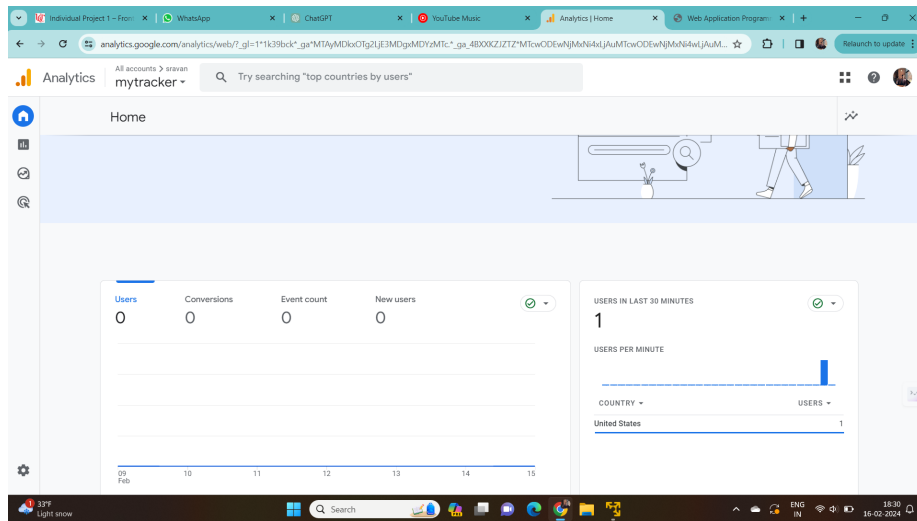 Individual Project 1 – Fron
WhatsApp
ChatGPT
YouTube Music
Analytics | Home
Web Application Program
analytics.google.com/analytics/web/?_gl=1*1k39bck*_ga*MTAyMDkxOTg2LjE3MDgxMDYzMTc.*_ga_4BXXKZJZTZ*MTcwODEwNjMxNi4xLjAuMTcwODEwNjMxNi4wLjAuM...
Relaunch to update
Analytics
All accounts > sravan
mytracker
Try searching "top countries by users"
Home
Users
Conversions
Event count
New users
0
0
0
0
09
Feb
10
11
12
13
14
15
USERS IN LAST 30 MINUTES
1
USERS PER MINUTE
COUNTRY
USERS
United States
1
1
33°F
Light snow
Search
ENG
IN
18:30
16-02-2024